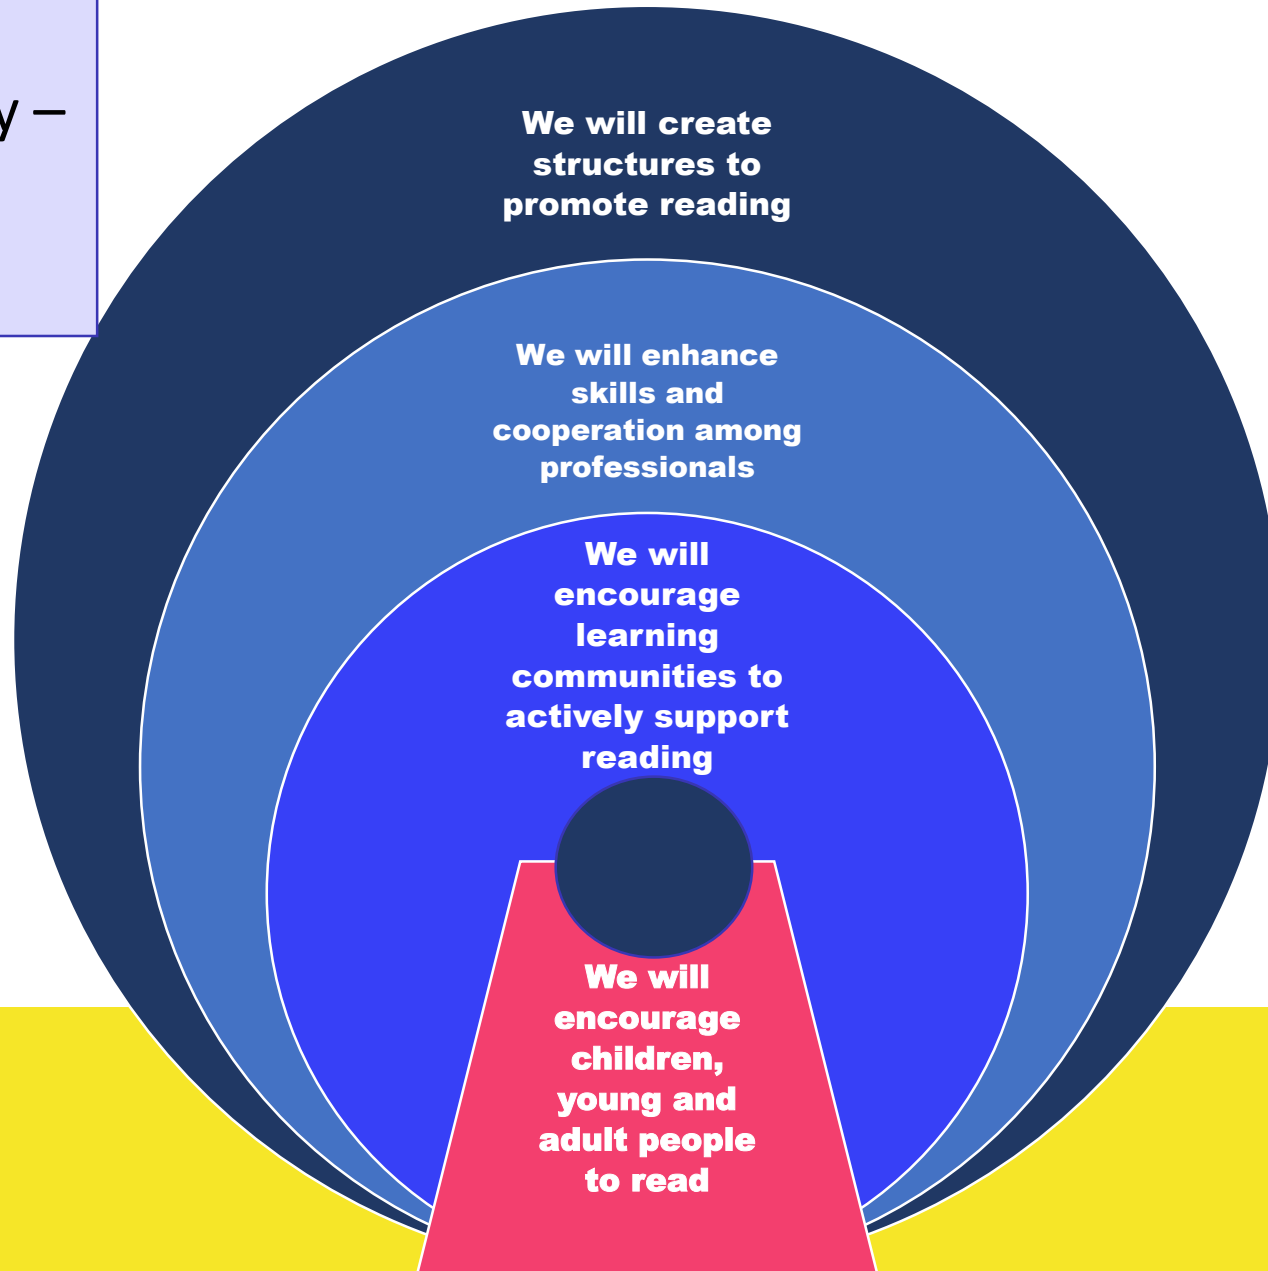 y –
We will create
structures to
promote reading
We will enhance
skills and
cooperation among
professionals
We will
encourage
learning
communities to
actively support
reading
We will
encourage
children,
young and
adult people
to read